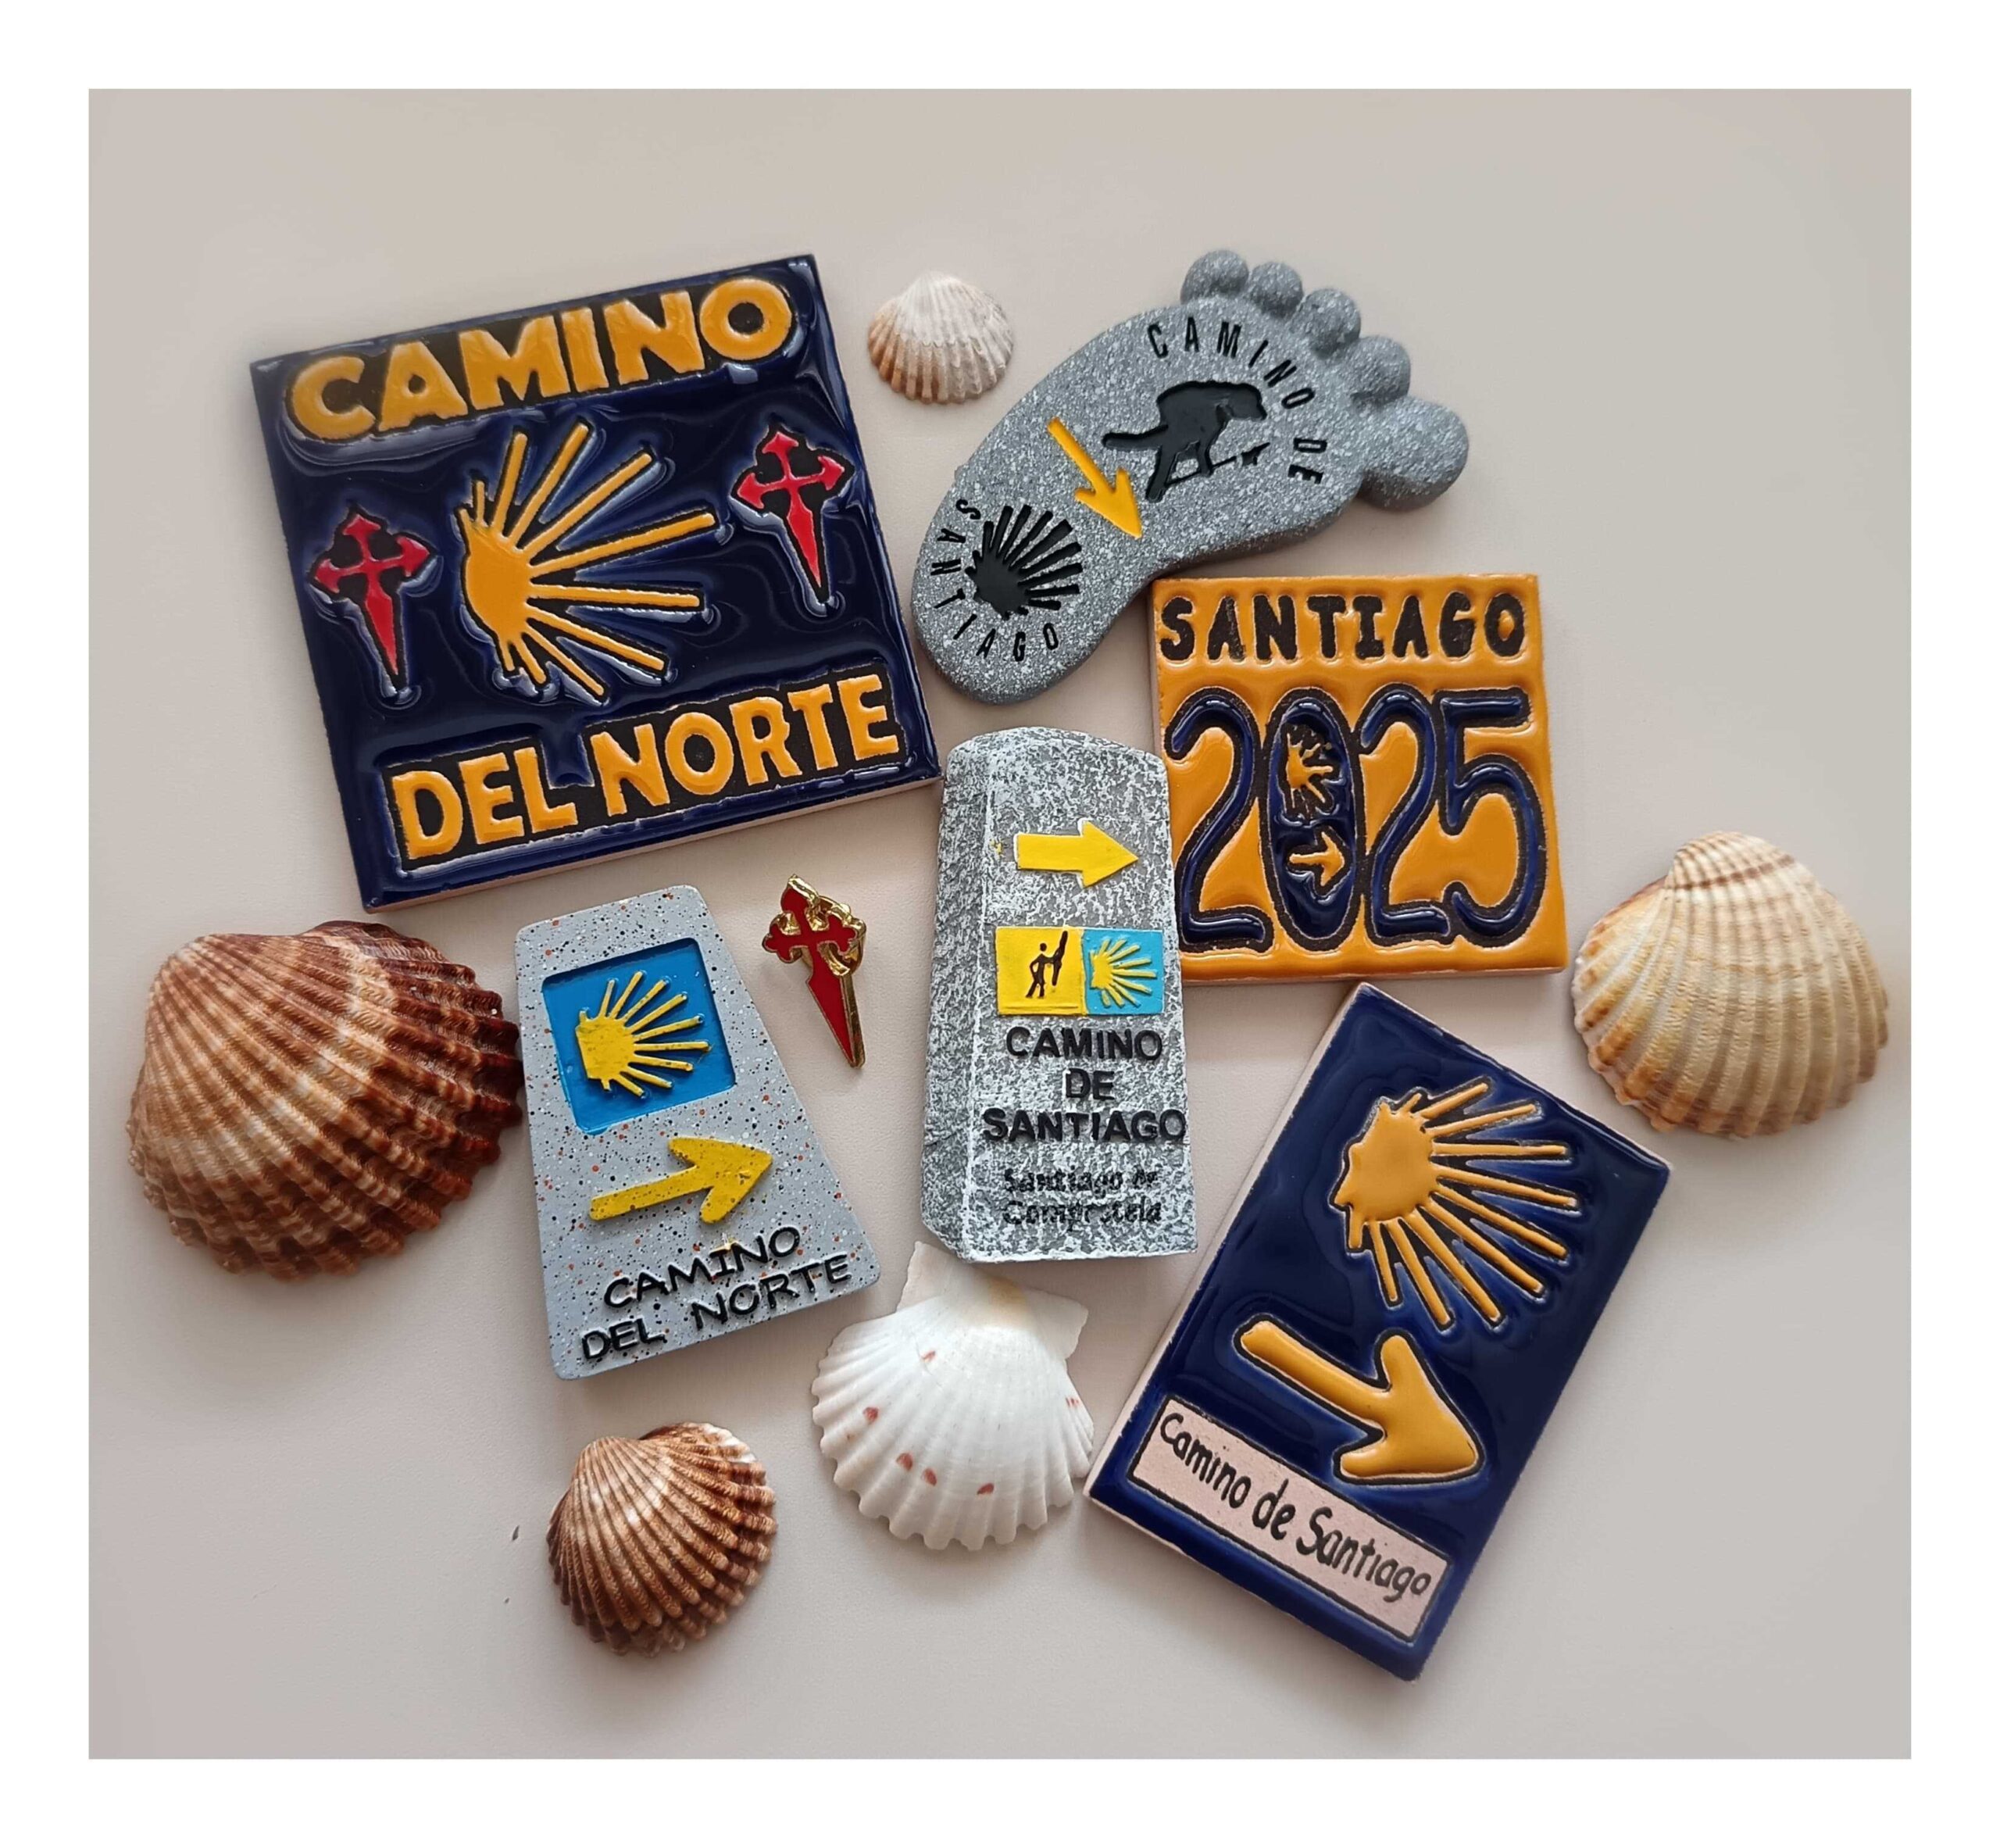 CAMINO
DEL NORTE
CAMINO DE
SANTIAGO
SANTIAGO
2025
CAMINO
DE
SANTIAGO
Santiago de
Compostela
CAMINO
DEL NORTE
Camino de Santiago